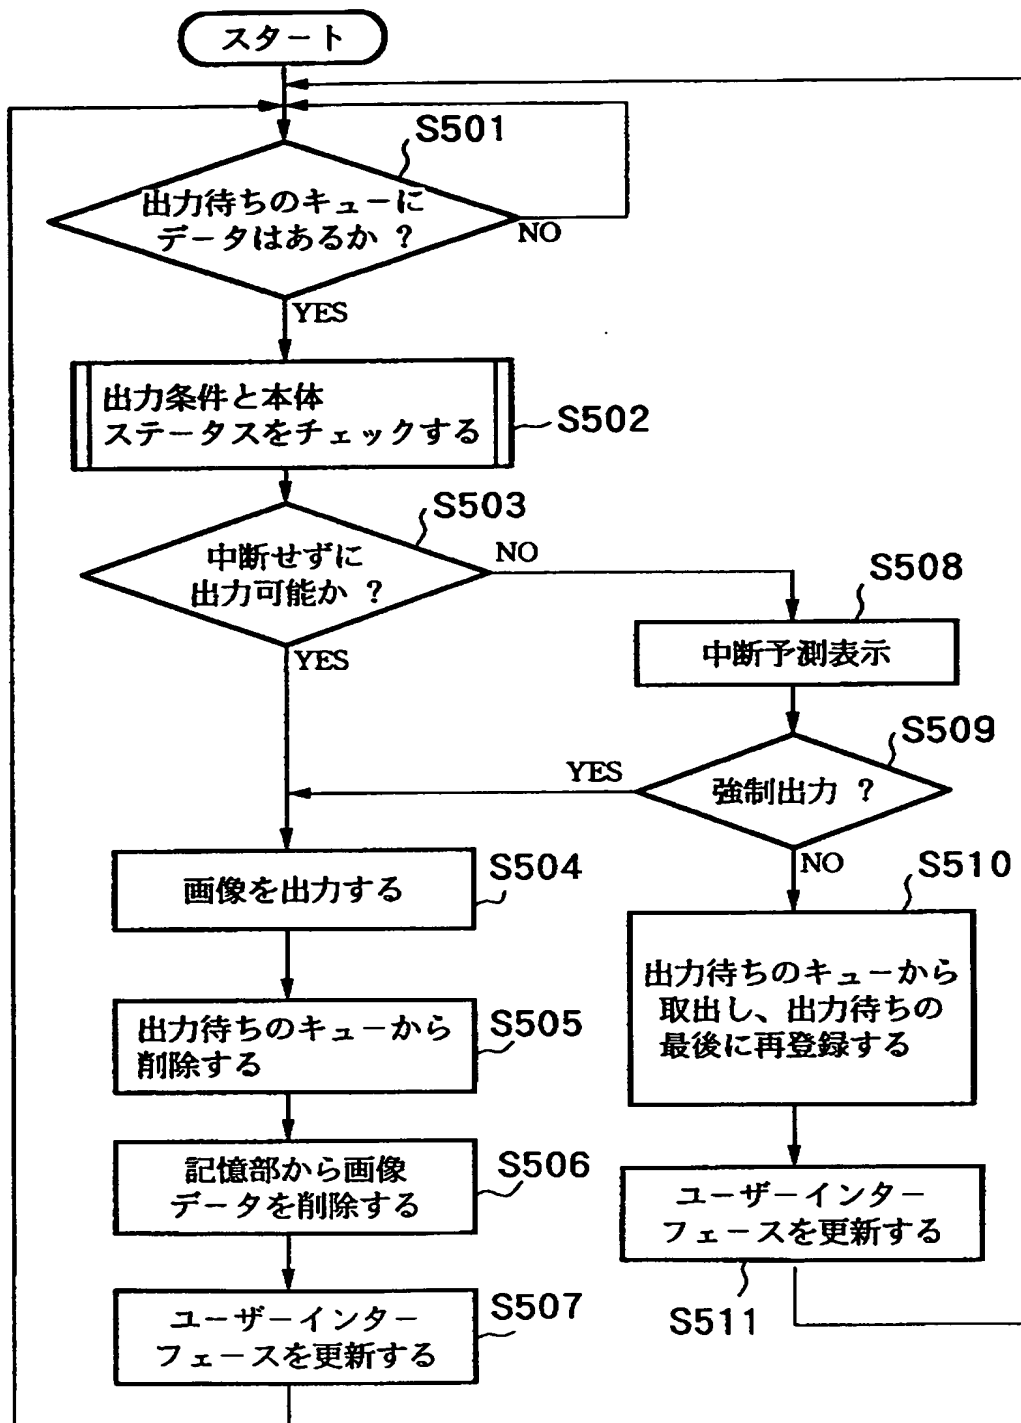 スタート
S501
出力待ちのキューに
データはあるか ?
NO
YES
出力条件と本体
ステータスをチェックする
S502
S503
中断せずに
出力可能か ?
NO
YES
S508
中断予測表示
S509
強制出力 ?
YES
NO
S504
画像を出力する
S510
出力待ちのキューから
取出し、出力待ちの
最後に再登録する
S505
出力待ちのキューから
削除する
S506
記憶部から画像
データを削除する
ユーザーインター
フェースを更新する
S511
S507
ユーザーインター
フェースを更新する